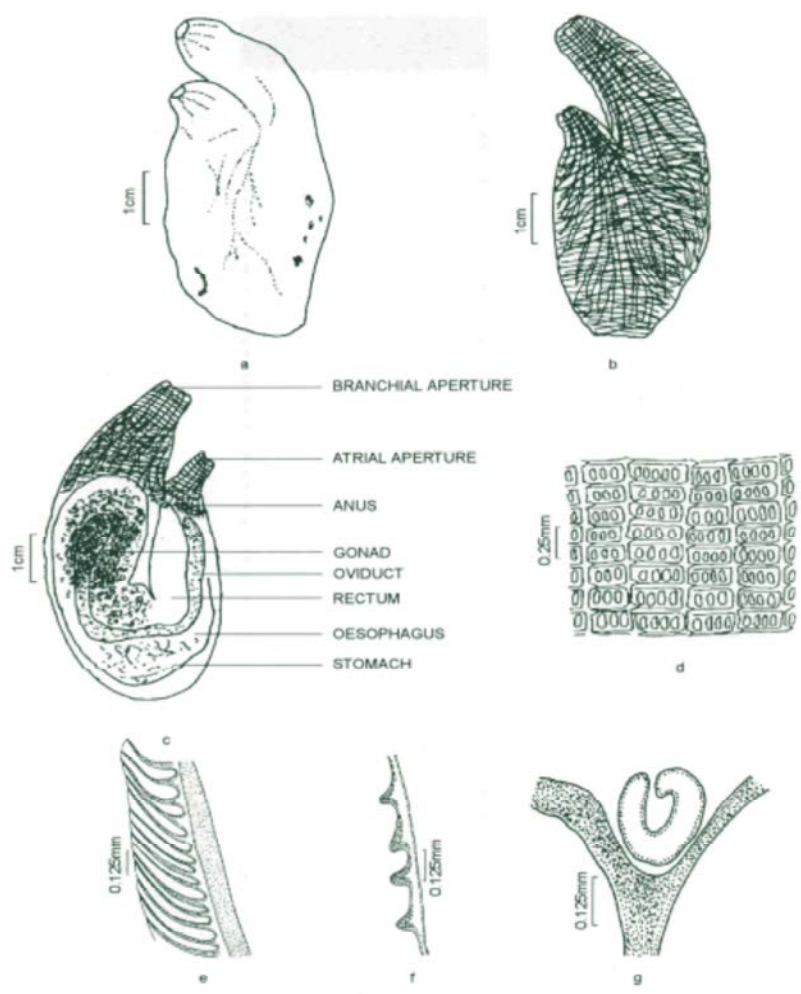 1cm
a
1cm
b
BRANCHIAL APERTURE
ATRIAL APERTURE
ANUS
GONAD
OVIDUCT
RECTUM
OESOPHAGUS
STOMACH
1cm
c
0.25mm
d
0.125mm
e
0.125mm
f
0.125mm
g